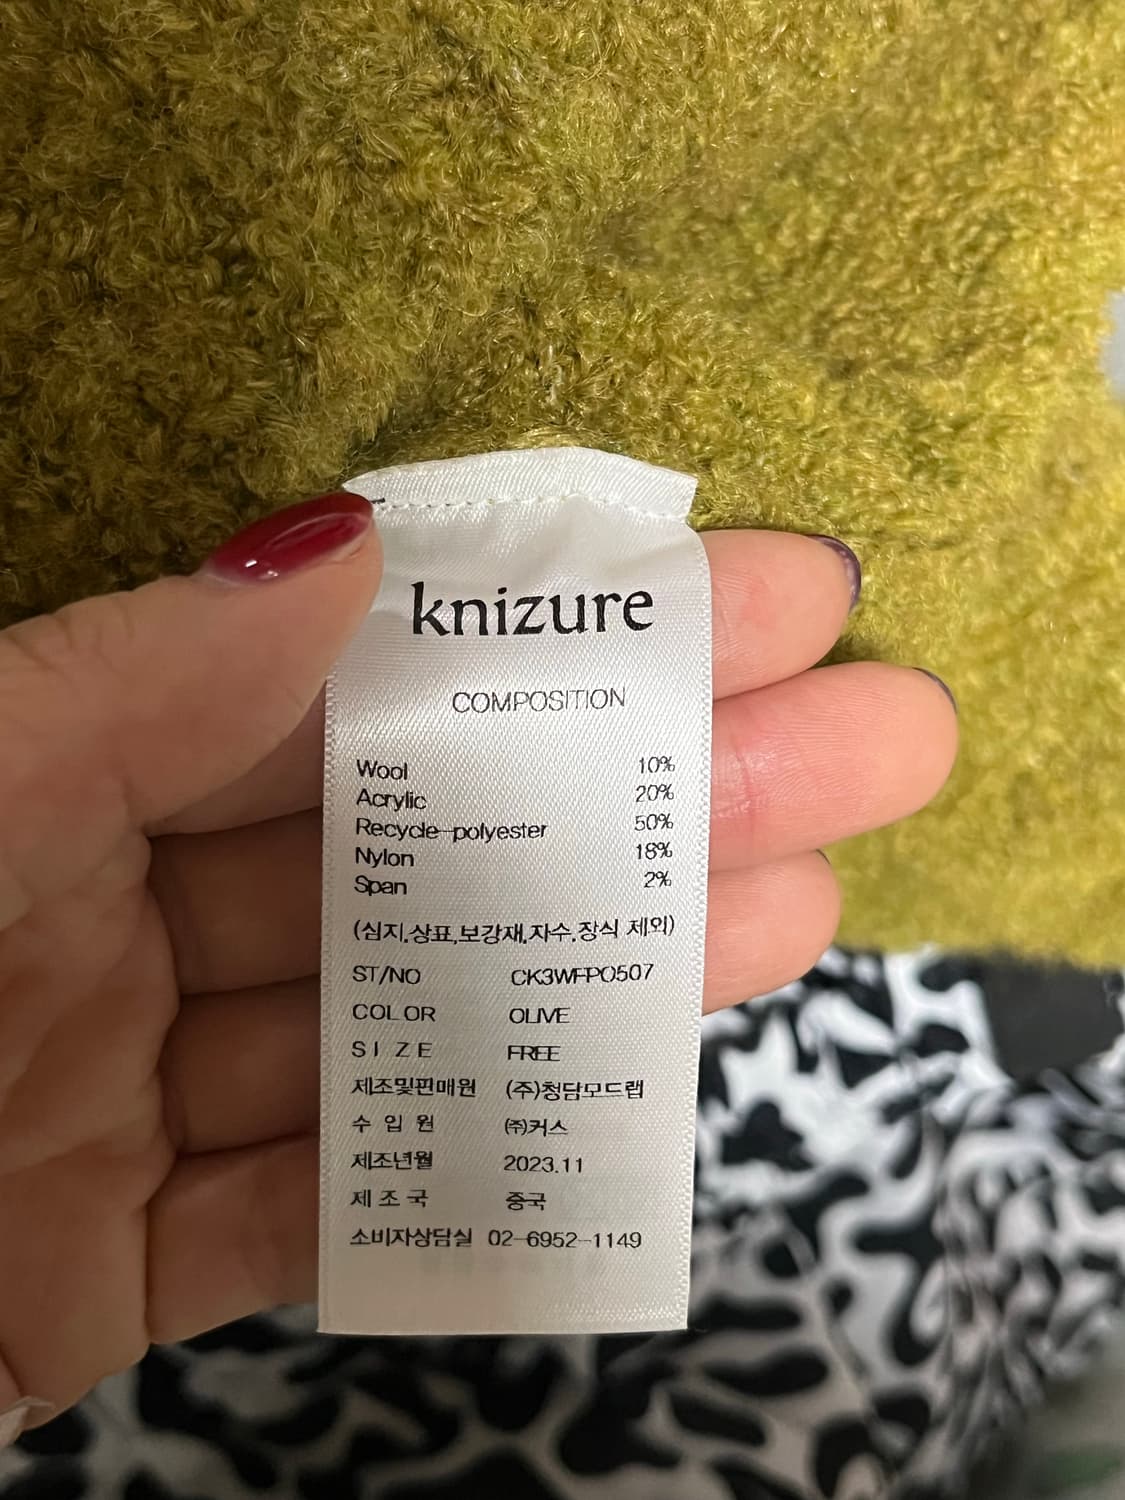 knizure
COMPOSITION
Wool 10%
Acrylic 20%
Recycle-polyester 50%
Nylon 18%
Span 2%
(심지,상표,보강재,자수,장식 제외)
ST/NO CK3WFPO507
COLOR OLIVE
SIZE FREE
제조및판매원 (주)청담모드랩
수입원 ㈜커스
제조년월 2023.11
제조국 중국
소비자상담실 02-6952-1149